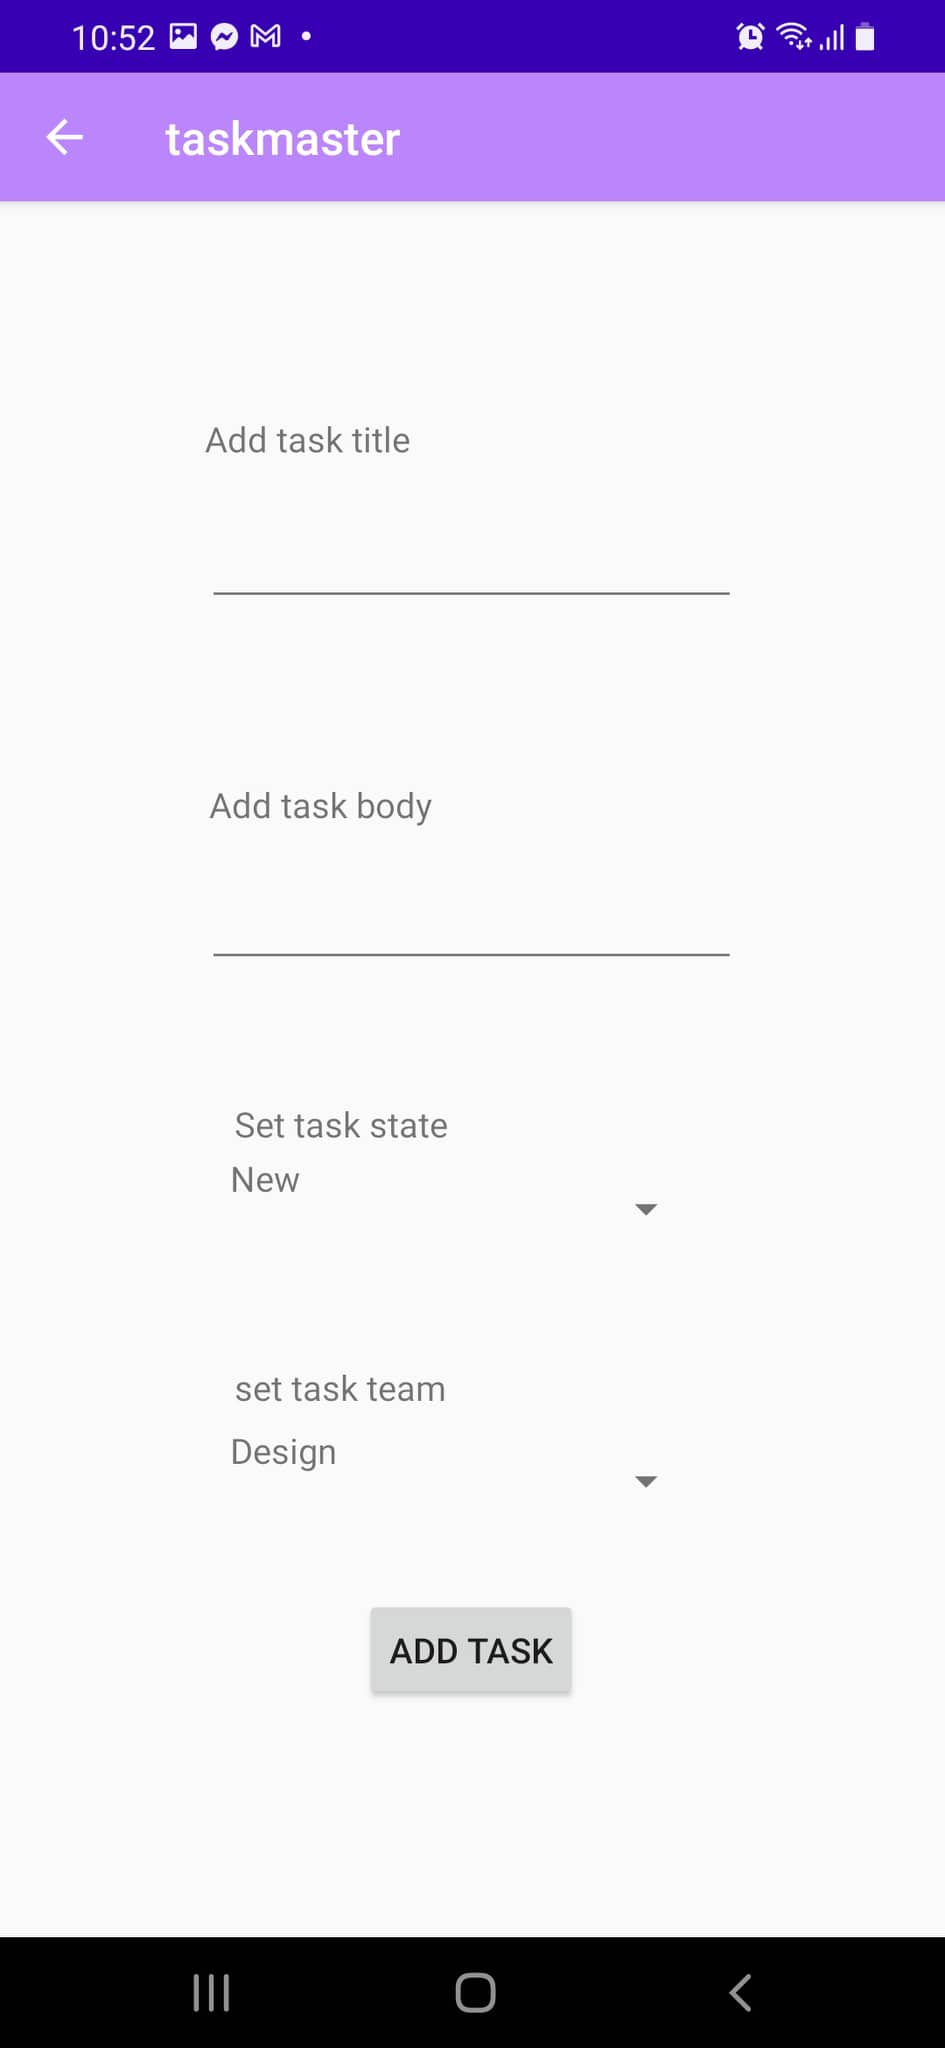 10:52
taskmaster
Add task title
Add task body
Set task state
New
set task team
Design
ADD TASK